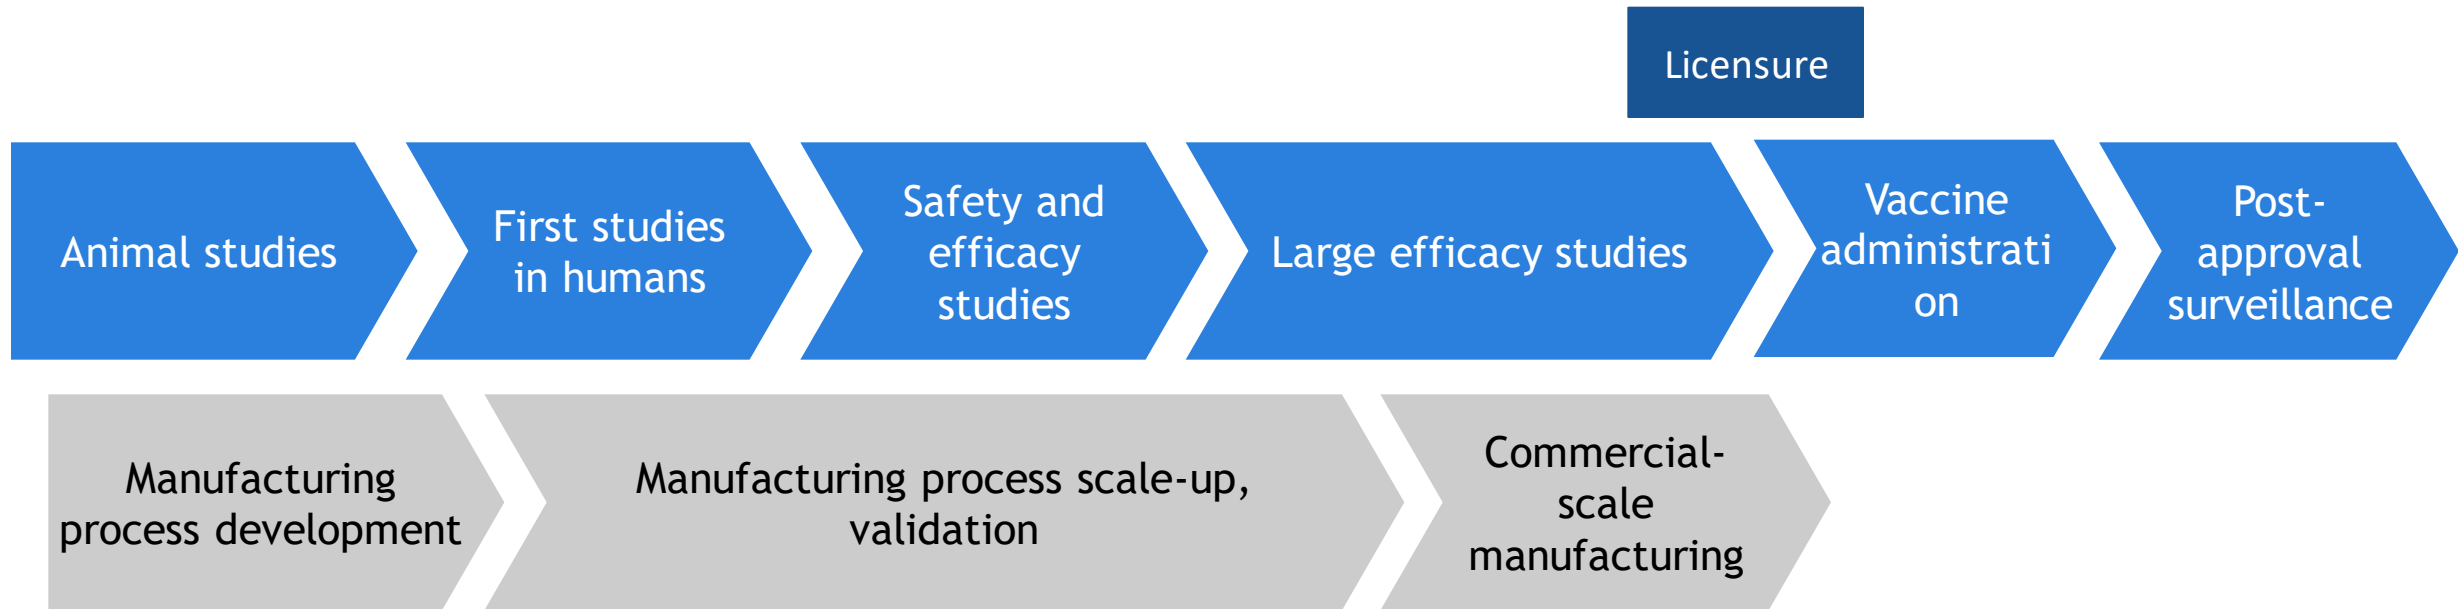 Licensure
Animal studies
First studies
in humans
Safety and
efficacy
studies
Large efficacy studies
Vaccine
administrati
on
Post-
approval
surveillance
Manufacturing
process development
Manufacturing process scale-up,
validation
Commercial-
scale
manufacturing